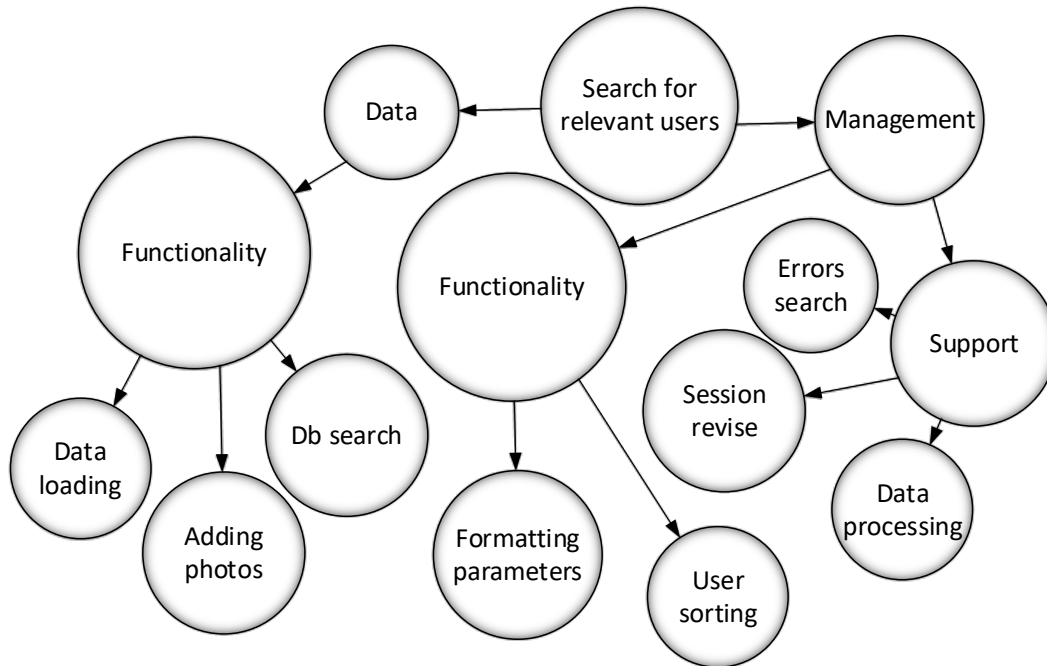 Search for
relevant users
Data
Management
Functionality
Functionality
Errors
search
Support
Session
revise
Db search
Data
loading
Adding
photos
Formatting
parameters
User
sorting
Data
processing